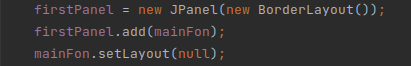 firstPanel = new JPanel(new BorderLayout());
firstPanel.add(mainFon);
mainFon.setLayout(null);